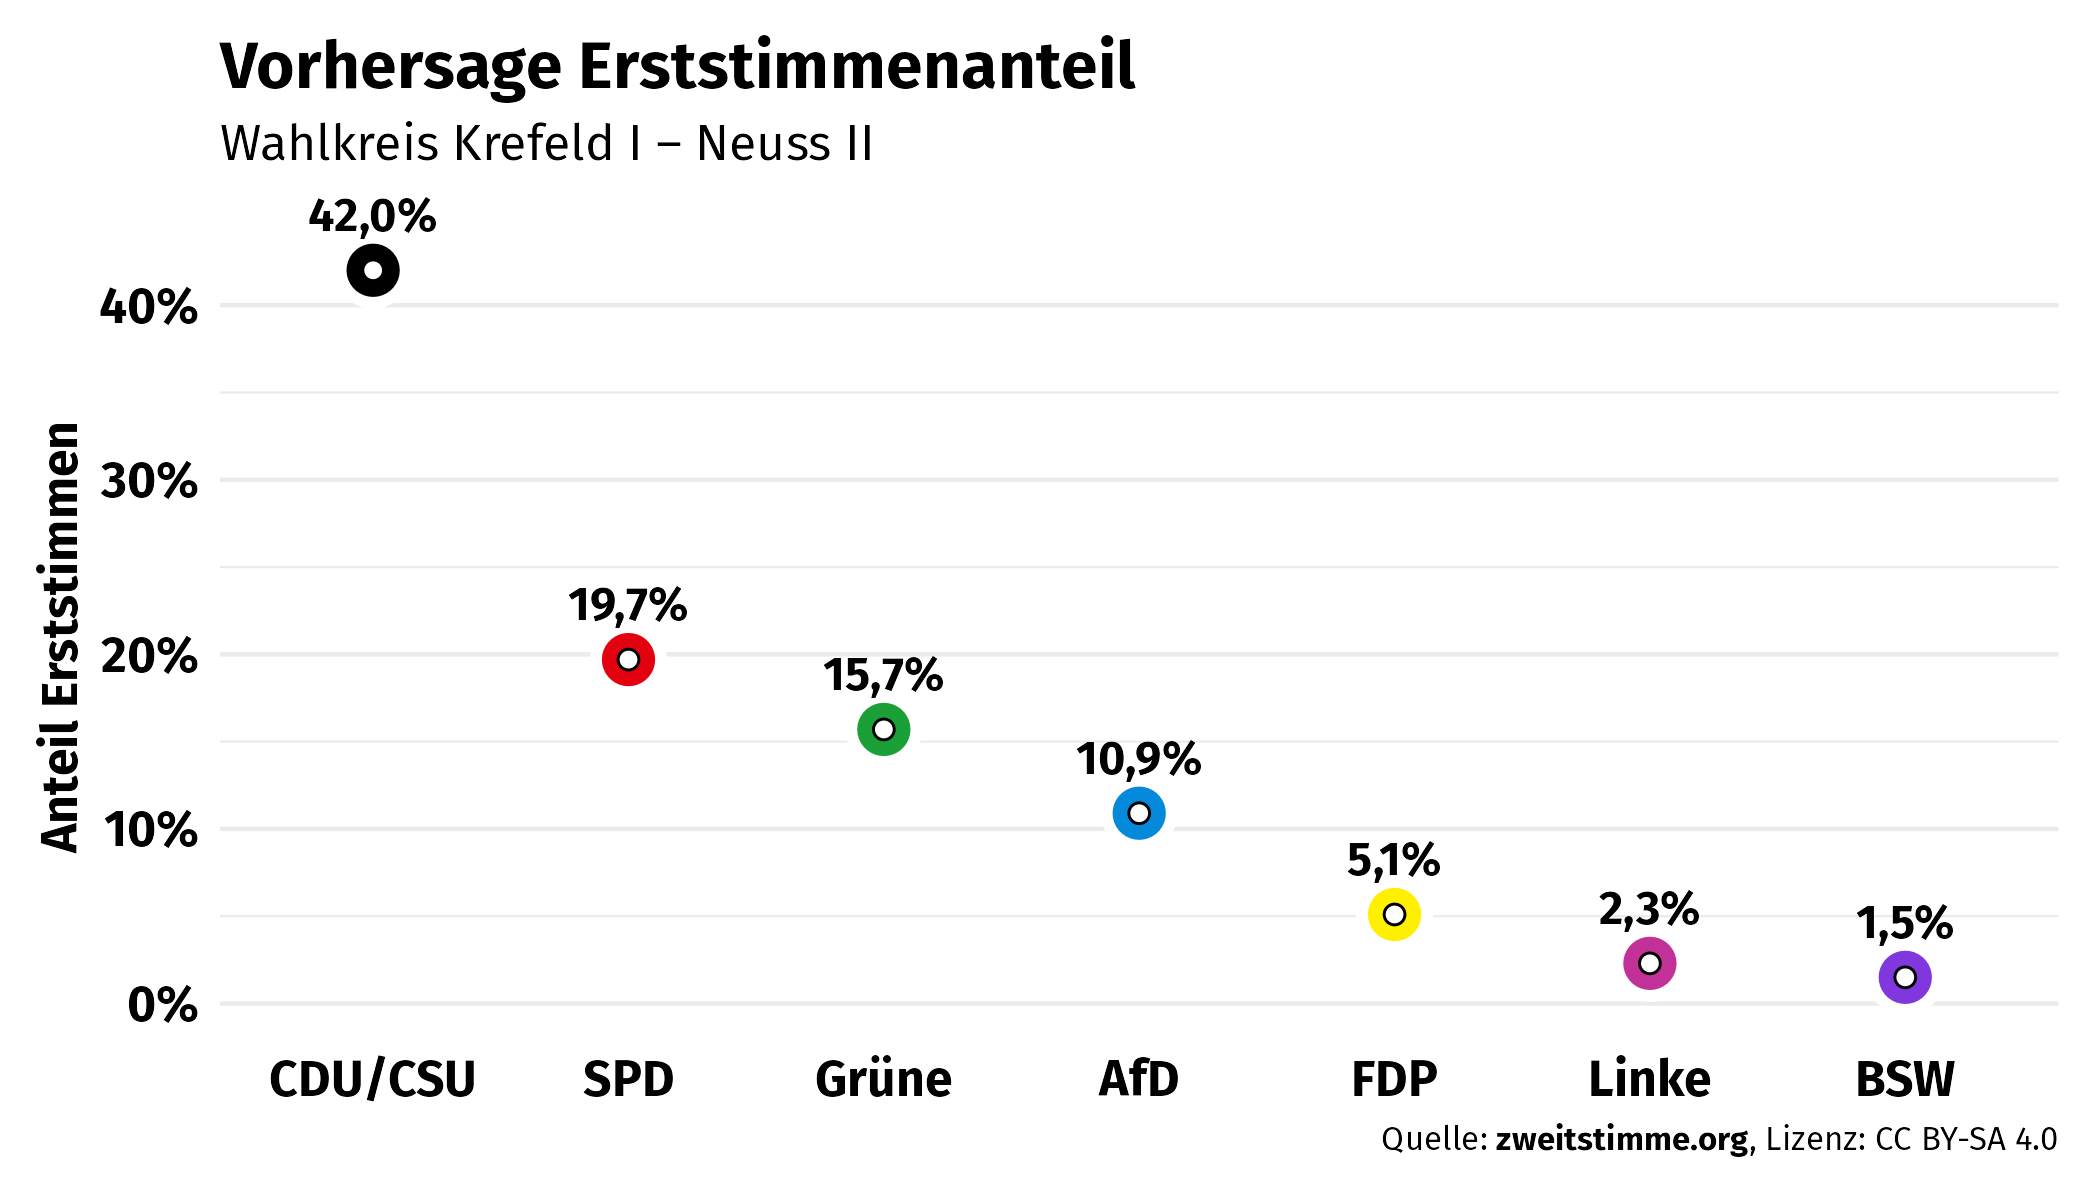 Vorhersage Erststimmenanteil
Wahlkreis Krefeld I – Neuss II
Anteil Erststimmen
40%
30%
20%
10%
0%
42,0%
19,7%
15,7%
10,9%
5,1%
2,3%
1,5%
CDU/CSU SPD Grüne AfD FDP Linke BSW
Quelle: zweitstimme.org, Lizenz: CC BY-SA 4.0